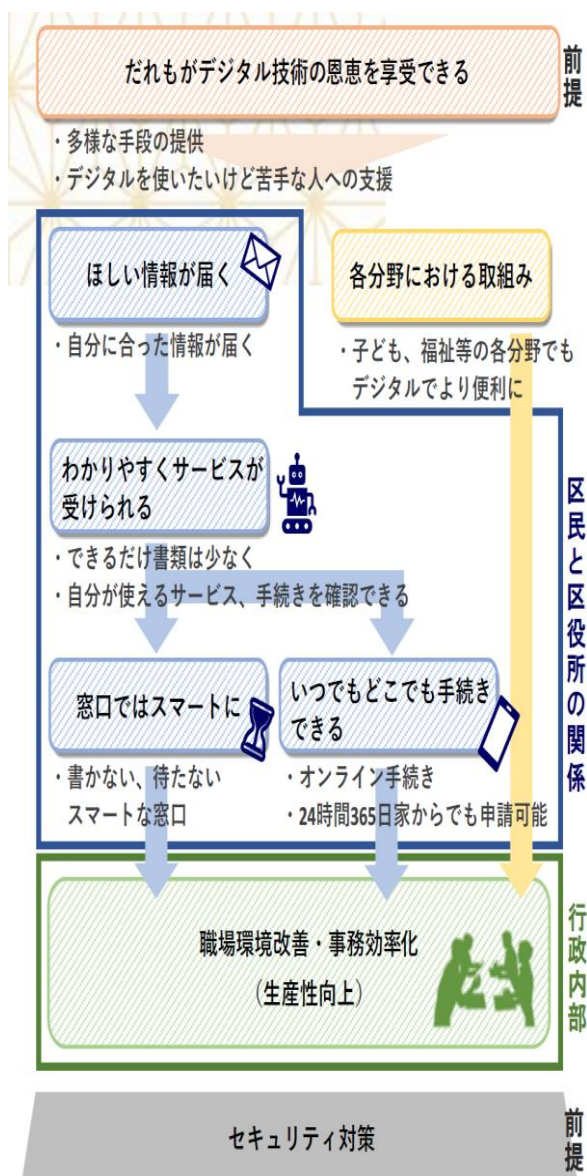 だれもがデジタル技術の恩恵を享受できる
前提
・多様な手段の提供
・デジタルを使いたいけど苦手な人への支援
ほしい情報が届く
・自分に合った情報が届く
各分野における取組み
・子ども、福祉等の各分野でも
デジタルでより便利に
わかりやすくサービスが
受けられる
・できるだけ書類は少なく
・自分が使えるサービス、手続きを確認できる
窓口ではスマートに
・書かない、待たない
スマートな窓口
いつでもどこでも手続き
できる
・オンライン手続き
・24時間365日家からでも申請可能
区民と区役所の関係
職場環境改善・事務効率化
(生産性向上)
行政内部
セキュリティ対策
前提